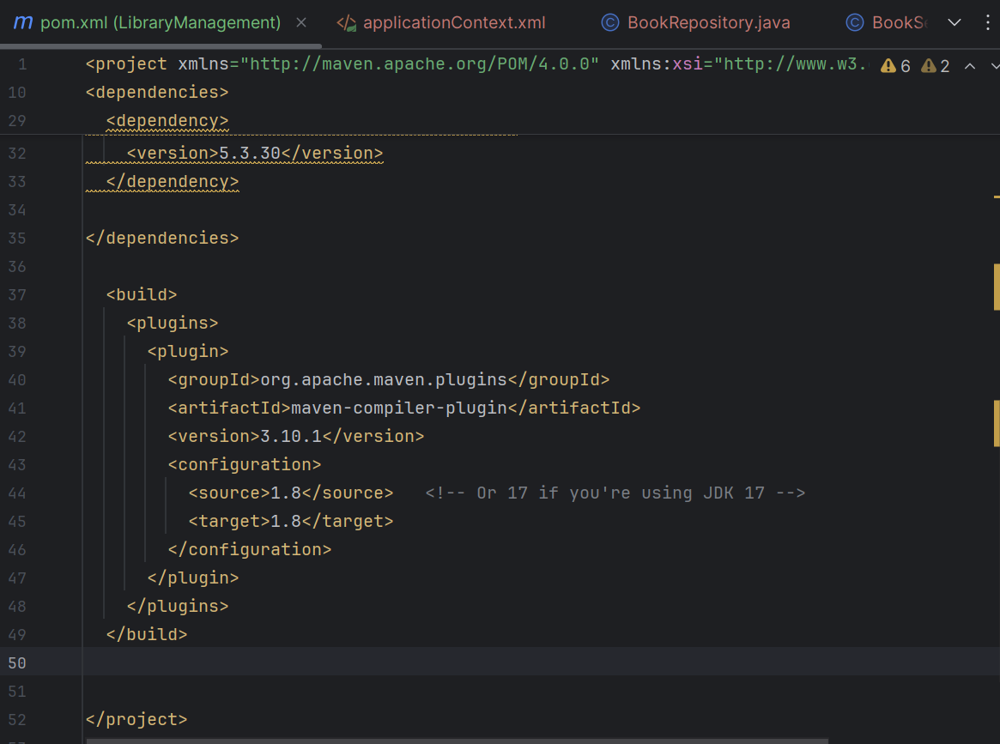 m pom.xml (LibraryManagement) × </> applicationContext.xml © BookRepository.java © BookS
1 <project xmlns="http://maven.apache.org/POM/4.0.0" xmlns:xsi="http://www.w3. 6 2
10 <dependencies>
29 <dependency>
32 <version>5.3.30</version>
33 </dependency>
34
35 </dependencies>
36
37 <build>
38 <plugins>
39 <plugin>
40 <groupId>org.apache.maven.plugins</groupId>
41 <artifactId>maven-compiler-plugin</artifactId>
42 <version>3.10.1</version>
43 <configuration>
44 <source>1.8</source> <!-- Or 17 if you're using JDK 17 -->
45 <target>1.8</target>
46 </configuration>
47 </plugin>
48 </plugins>
49 </build>
50
51
52 </project>